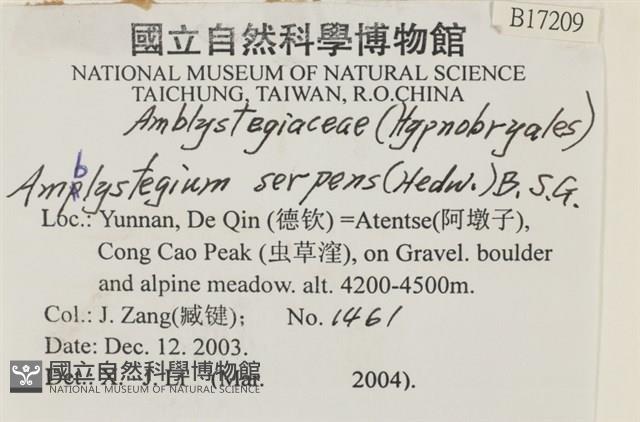 B17209
國立自然科學博物館
NATIONAL MUSEUM OF NATURAL SCIENCE
TAICHUNG, TAIWAN, R.O.CHINA
Amblystegiaceae (Hypnobryales)
Amblystegium serpens (Hedw.) B. S. G.
Loc.: Yunnan, De Qin (德钦) =Atentse(阿墩子),
Cong Cao Peak (虫草漥), on Gravel. boulder
and alpine meadow. alt. 4200-4500m.
Col.: J. Zang(臧键); No. 1461
Date: Dec. 12. 2003.
Det.: X. J. Li (Mar. 2004).
國立自然科學博物館
NATIONAL MUSEUM OF NATURAL SCIENCE